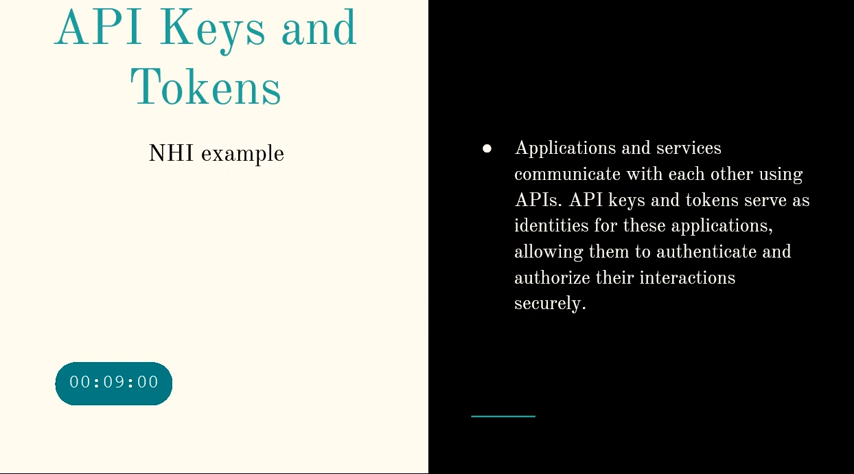 API Keys and
Tokens
NHI example
00:09:00
● Applications and services
communicate with each other using
APIs. API keys and tokens serve as
identities for these applications,
allowing them to authenticate and
authorize their interactions
securely.